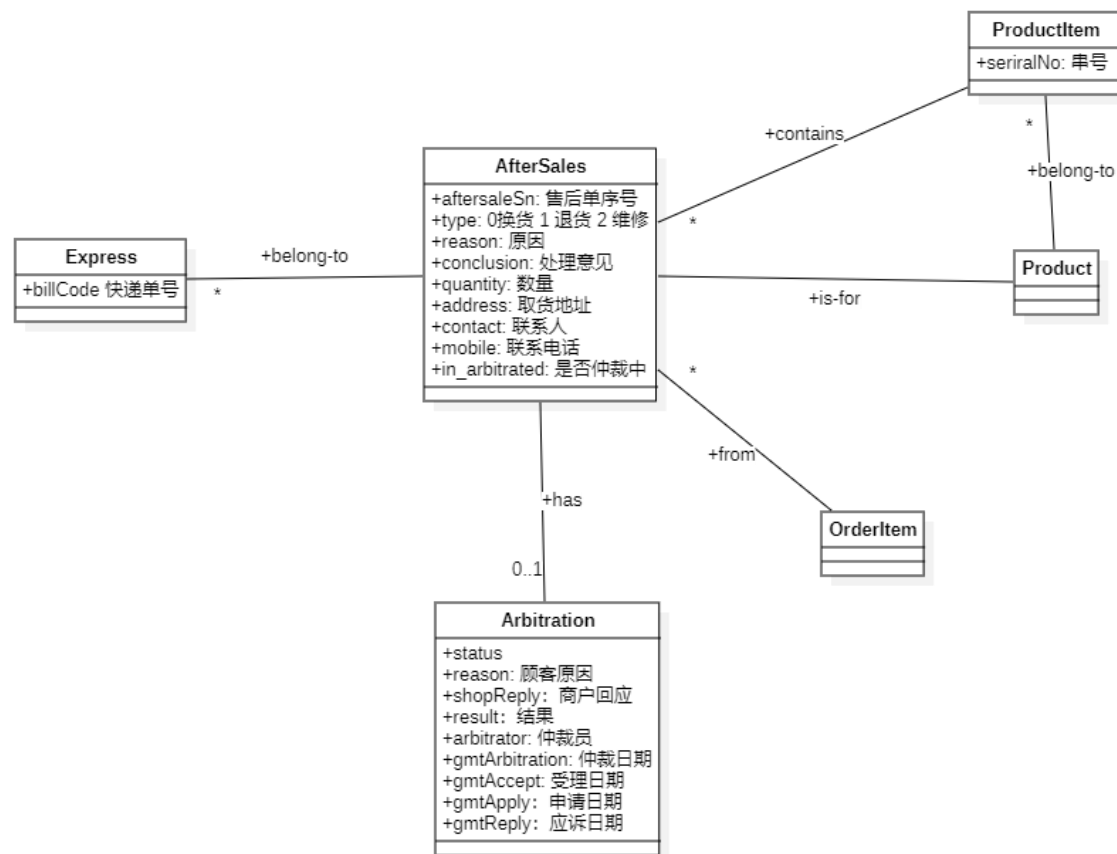 ProductItem
+seriralNo: 串号
*
+contains
+belong-to
AfterSales
+aftersaleSn: 售后单序号
+type: 0换货 1 退货 2 维修
+reason: 原因
+conclusion: 处理意见
+quantity: 数量
+address: 取货地址
+contact: 联系人
+mobile: 联系电话
+in_arbitrated: 是否仲裁中
*
Express
+billCode 快递单号
+belong-to
*
Product
+is-for
*
+from
OrderItem
+has
0..1
Arbitration
+status
+reason: 顾客原因
+shopReply：商户回应
+result：结果
+arbitrator: 仲裁员
+gmtArbitration: 仲裁日期
+gmtAccept: 受理日期
+gmtApply：申请日期
+gmtReply：应诉日期